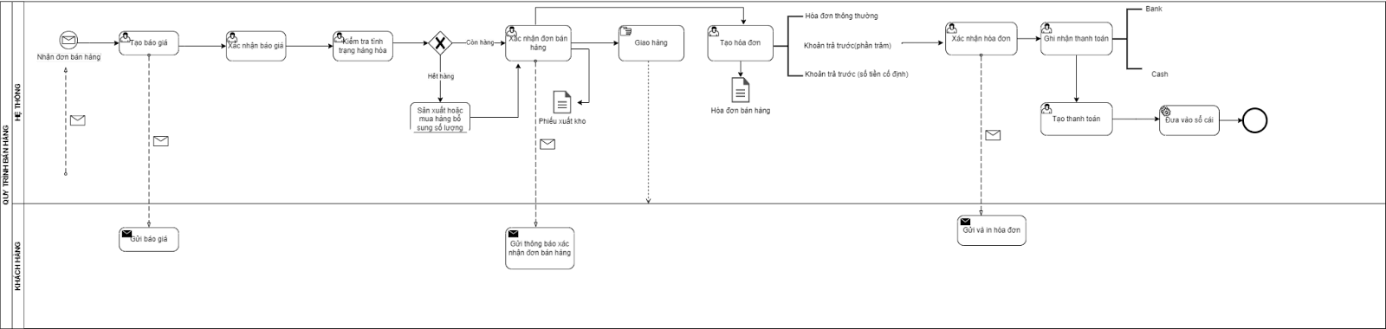 QUY TRÌNH BÁN HÀNG
HỆ THỐNG
KHÁCH HÀNG
Nhận đơn bán hàng
Tạo báo giá
Xác nhận báo giá
Kiểm tra tình
trạng hàng hóa
Còn hàng
Hết hàng
Sản xuất hoặc
mua hàng bổ
sung số lượng
Xác nhận đơn bán
hàng
Phiếu xuất kho
Giao hàng
Tạo hóa đơn
Hóa đơn bán hàng
Hóa đơn thông thường
Khoản trả trước(phần trăm)
Khoản trả trước (số tiền cố định)
Xác nhận hóa đơn
Ghi nhận thanh toán
Bank
Cash
Tạo thanh toán
Đưa vào sổ cái
Gửi báo giá
Gửi thông báo xác
nhận đơn bán hàng
Gửi và in hóa đơn